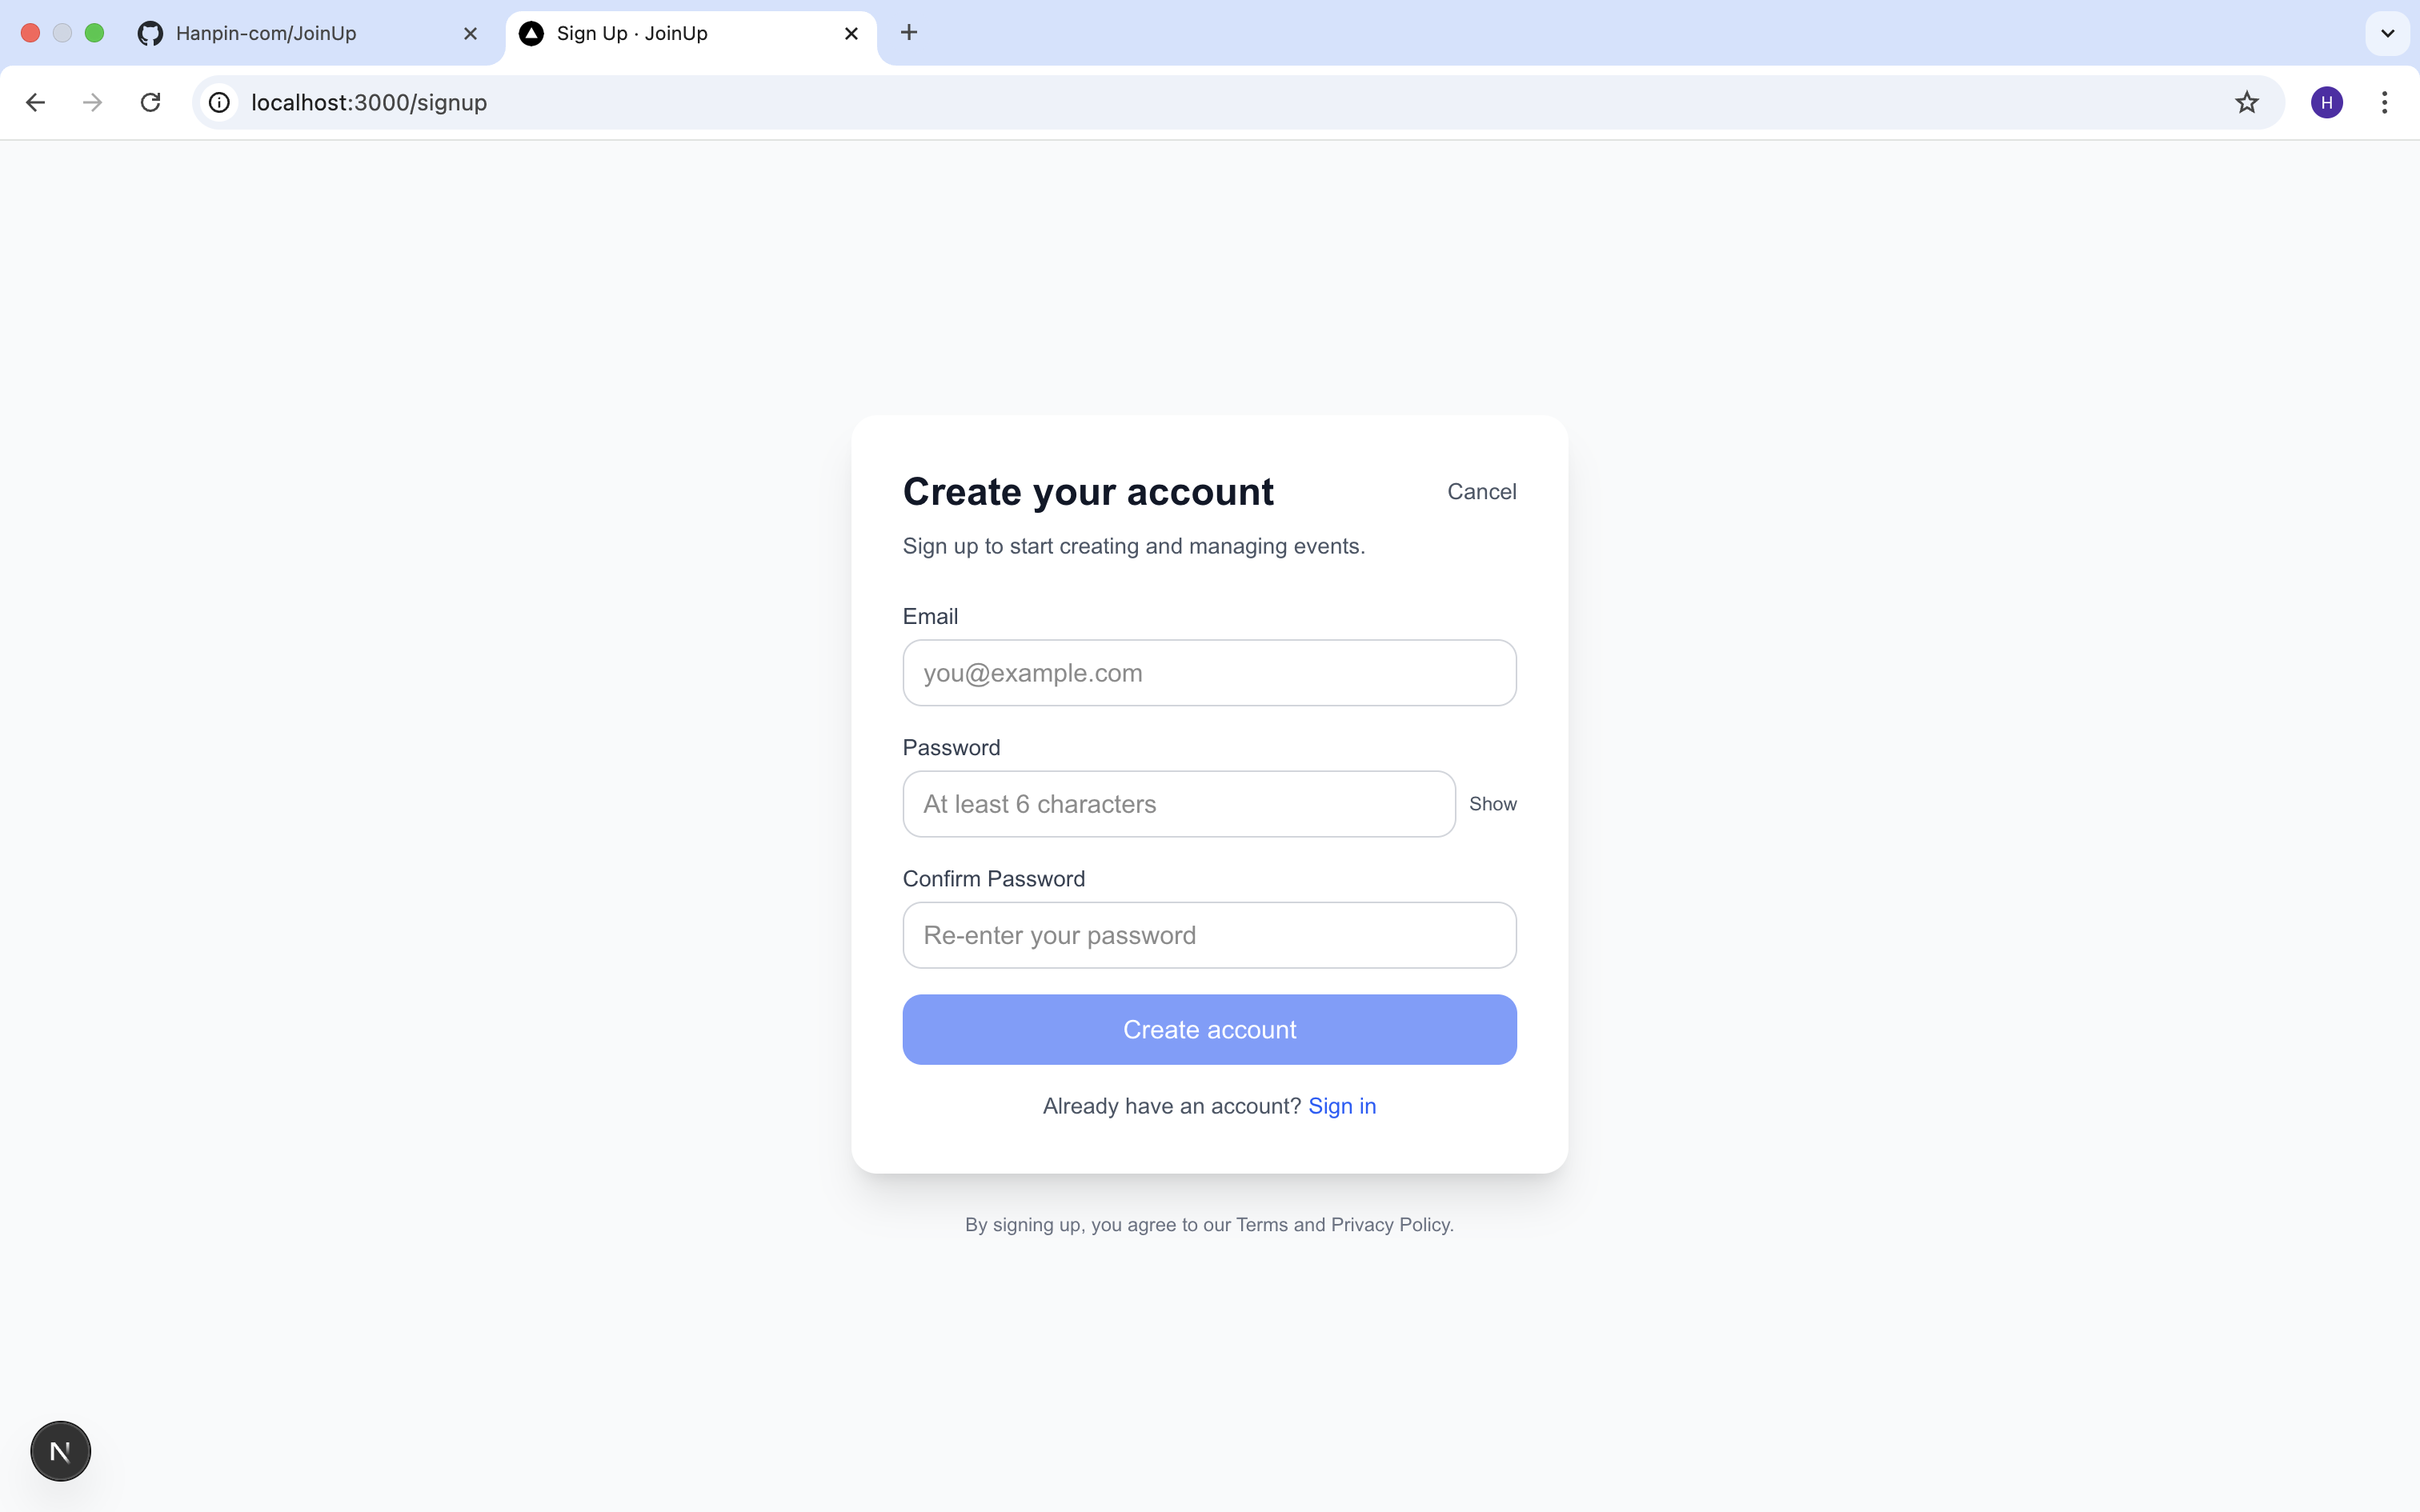 Hanpin-com/JoinUp
Sign Up · JoinUp
localhost:3000/signup
H
Create your account
Cancel
Sign up to start creating and managing events.
Email
you@example.com
Password
At least 6 characters
Show
Confirm Password
Re-enter your password
Create account
Already have an account? Sign in
By signing up, you agree to our Terms and Privacy Policy.
N